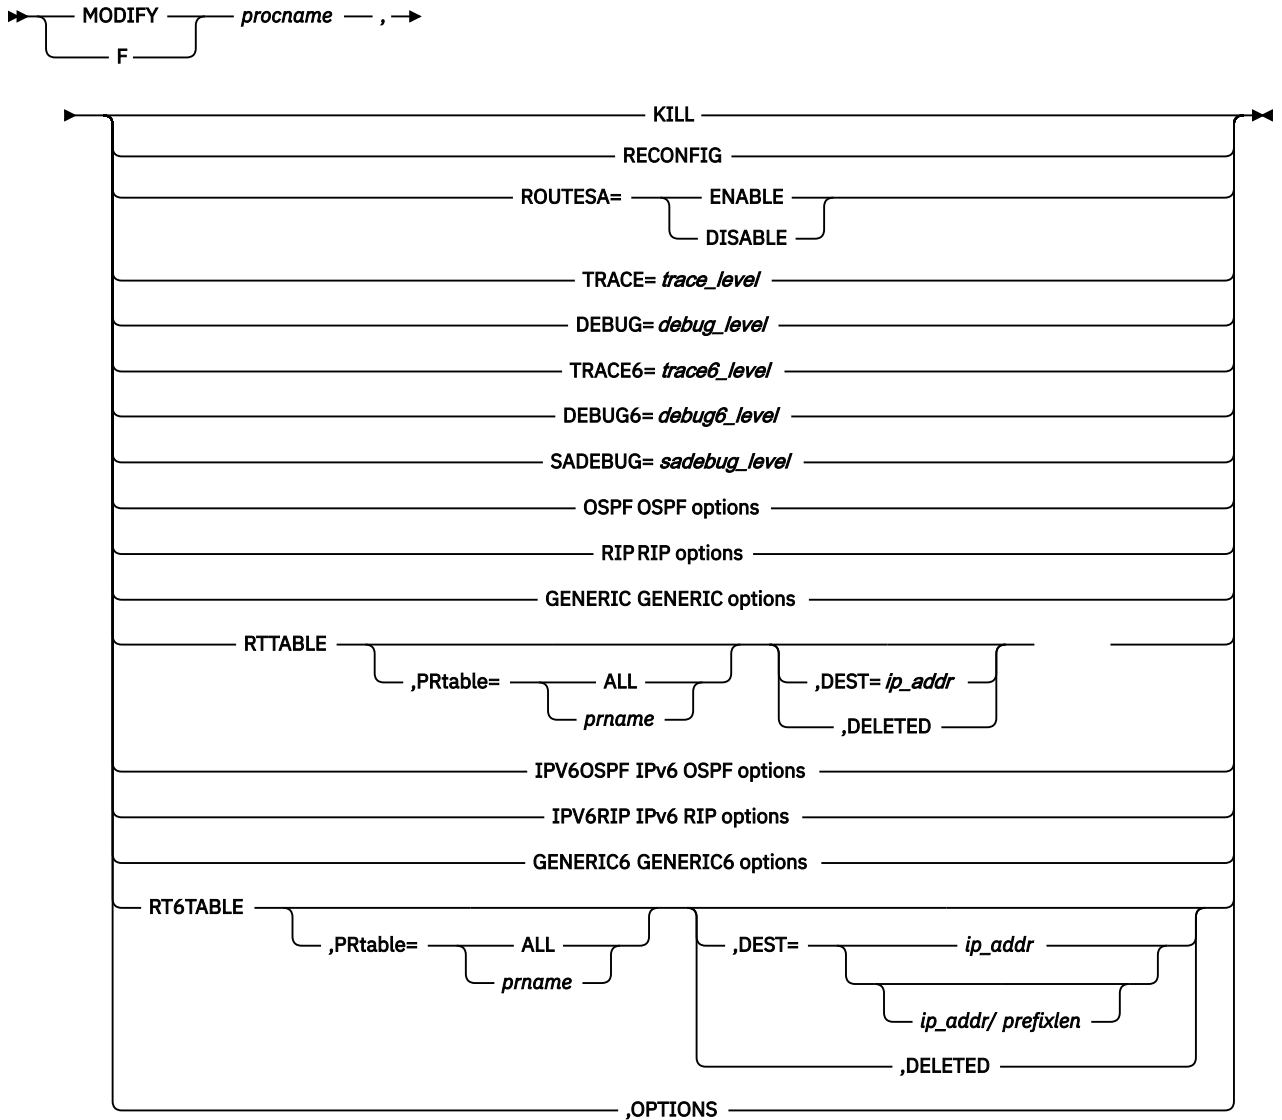 MODIFY procname ,
F
KILL
RECONFIG
ROUTESA= ENABLE
DISABLE
TRACE= trace_level
DEBUG= debug_level
TRACE6= trace6_level
DEBUG6= debug6_level
SADEBUG= sadebug_level
OSPF OSPF options
RIP RIP options
GENERIC GENERIC options
RTTABLE
,PRtable= ALL ,DEST= ip_addr
prname ,DELETED
IPV6OSPF IPv6 OSPF options
IPV6RIP IPv6 RIP options
GENERIC6 GENERIC6 options
RT6TABLE
,PRtable= ALL ,DEST= ip_addr
prname
ip_addr/ prefixlen
,DELETED
,OPTIONS